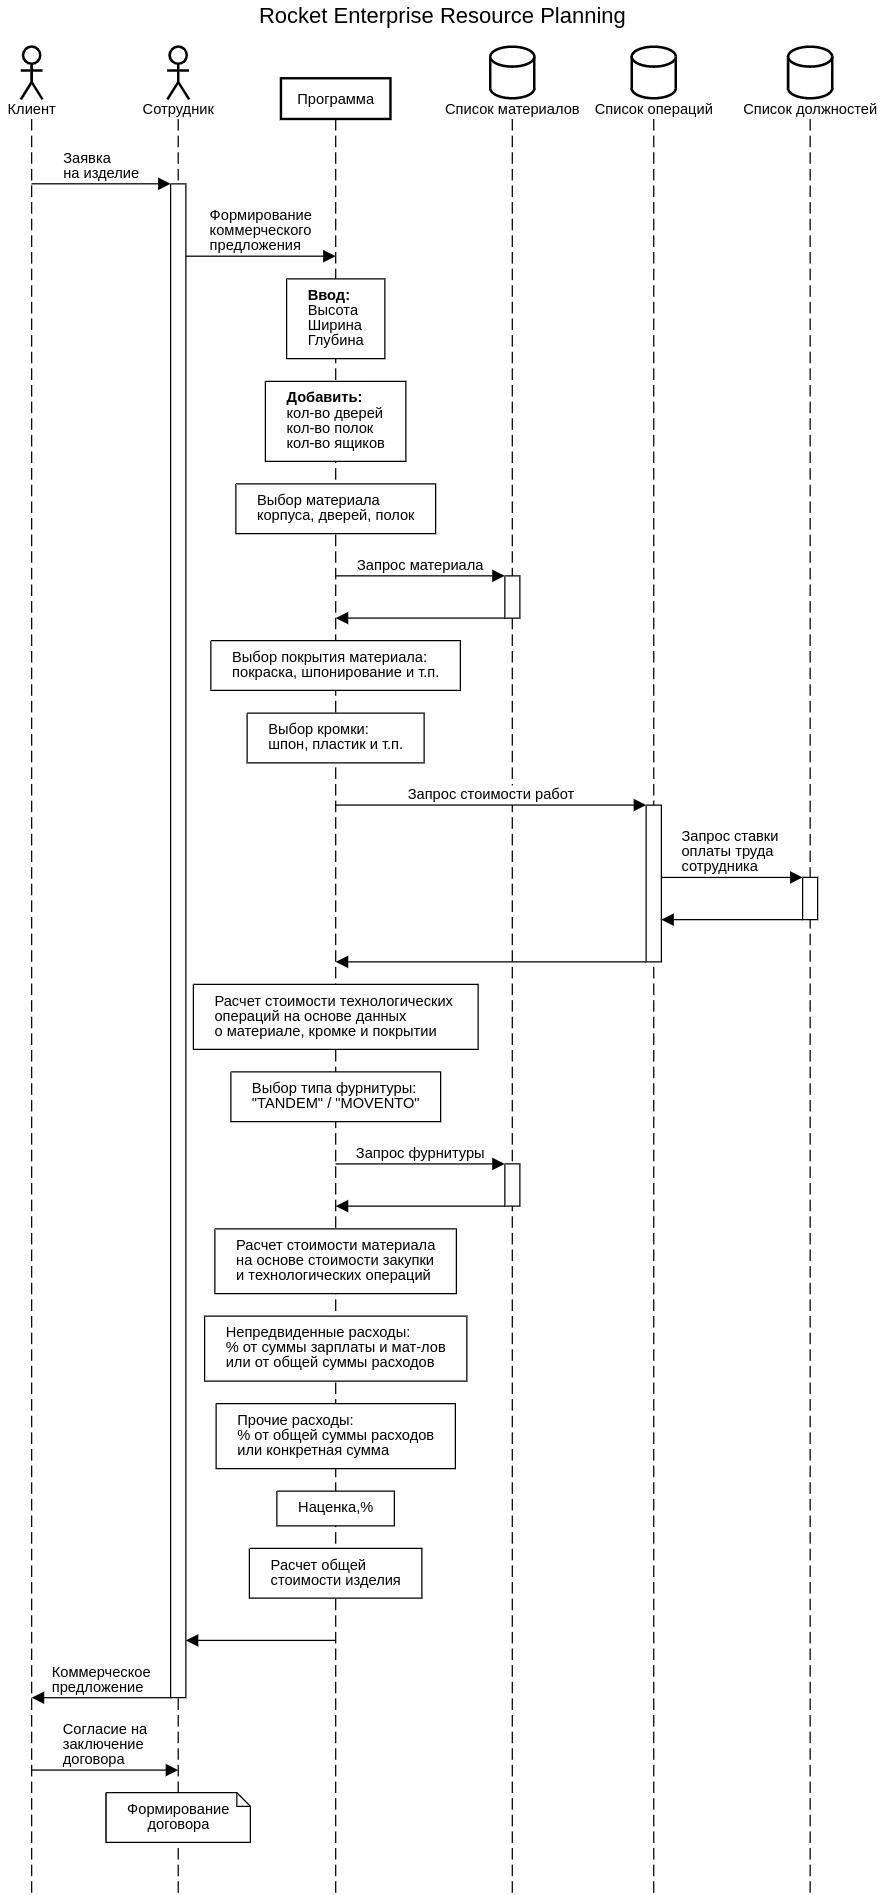 Rocket Enterprise Resource Planning
Клиент
Сотрудник
Программа
Список материалов
Список операций
Список должностей
Заявка
на изделие
Формирование
коммерческого
предложения
Ввод:
Высота
Ширина
Глубина
Добавить:
кол-во дверей
кол-во полок
кол-во ящиков
Выбор материала
корпуса, дверей, полок
Запрос материала
Выбор покрытия материала:
покраска, шпонирование и т.п.
Выбор кромки:
шпон, пластик и т.п.
Запрос стоимости работ
Запрос ставки
оплаты труда
сотрудника
Расчет стоимости технологических
операций на основе данных
о материале, кромке и покрытии
Выбор типа фурнитуры:
"TANDEM" / "MOVENTO"
Запрос фурнитуры
Расчет стоимости материала
на основе стоимости закупки
и технологических операций
Непредвиденные расходы:
% от суммы зарплаты и мат-лов
или от общей суммы расходов
Прочие расходы:
% от общей суммы расходов
или конкретная сумма
Наценка,%
Расчет общей
стоимости изделия
Коммерческое
предложение
Согласие на
заключение
договора
Формирование
договора